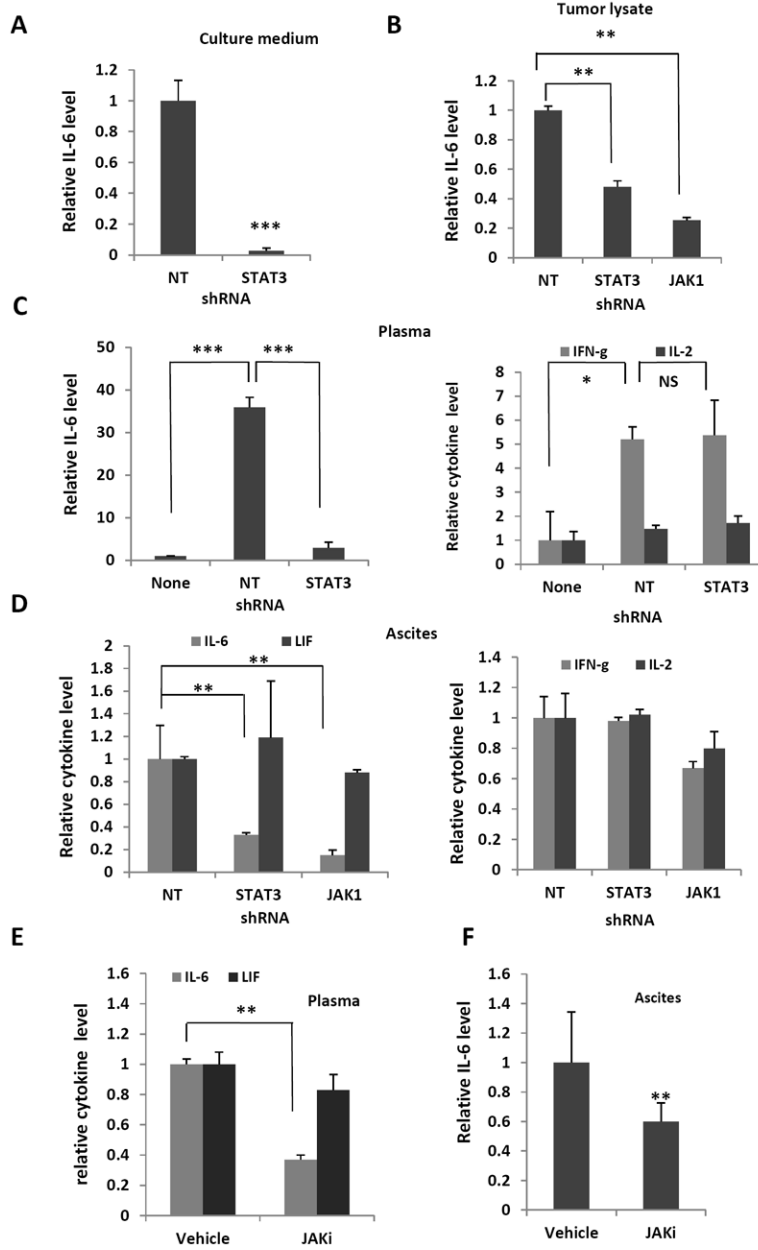 A
Culture medium
Relative IL-6 level
1.2
1
0.8
0.6
0.4
0.2
0
***
NT STAT3
shRNA
B
Tumor lysate
Relative IL-6 level
1.2
1
0.8
0.6
0.4
0.2
0
**
**
NT STAT3 JAK1
shRNA
C
Plasma
Relative IL-6 level
50
40
30
20
10
0
*** ***
None NT STAT3
shRNA
IFN-g IL-2
Relative cytokine level
8
7
6
5
4
3
2
1
0
* NS
None NT STAT3
shRNA
D
Ascites
IL-6 LIF
Relative cytokine level
2
1.8
1.6
1.4
1.2
1
0.8
0.6
0.4
0.2
0
**
**
NT STAT3 JAK1
shRNA
IFN-g IL-2
Relative cytokine level
1.4
1.2
1
0.8
0.6
0.4
0.2
0
NT STAT3 JAK1
shRNA
E
IL-6 LIF
Plasma
relative cytokine level
1.6
1.4
1.2
1
0.8
0.6
0.4
0.2
0
**
Vehicle JAKi
F
Ascites
Relative IL-6 level
1.6
1.4
1.2
1
0.8
0.6
0.4
0.2
0
**
Vehicle JAKi